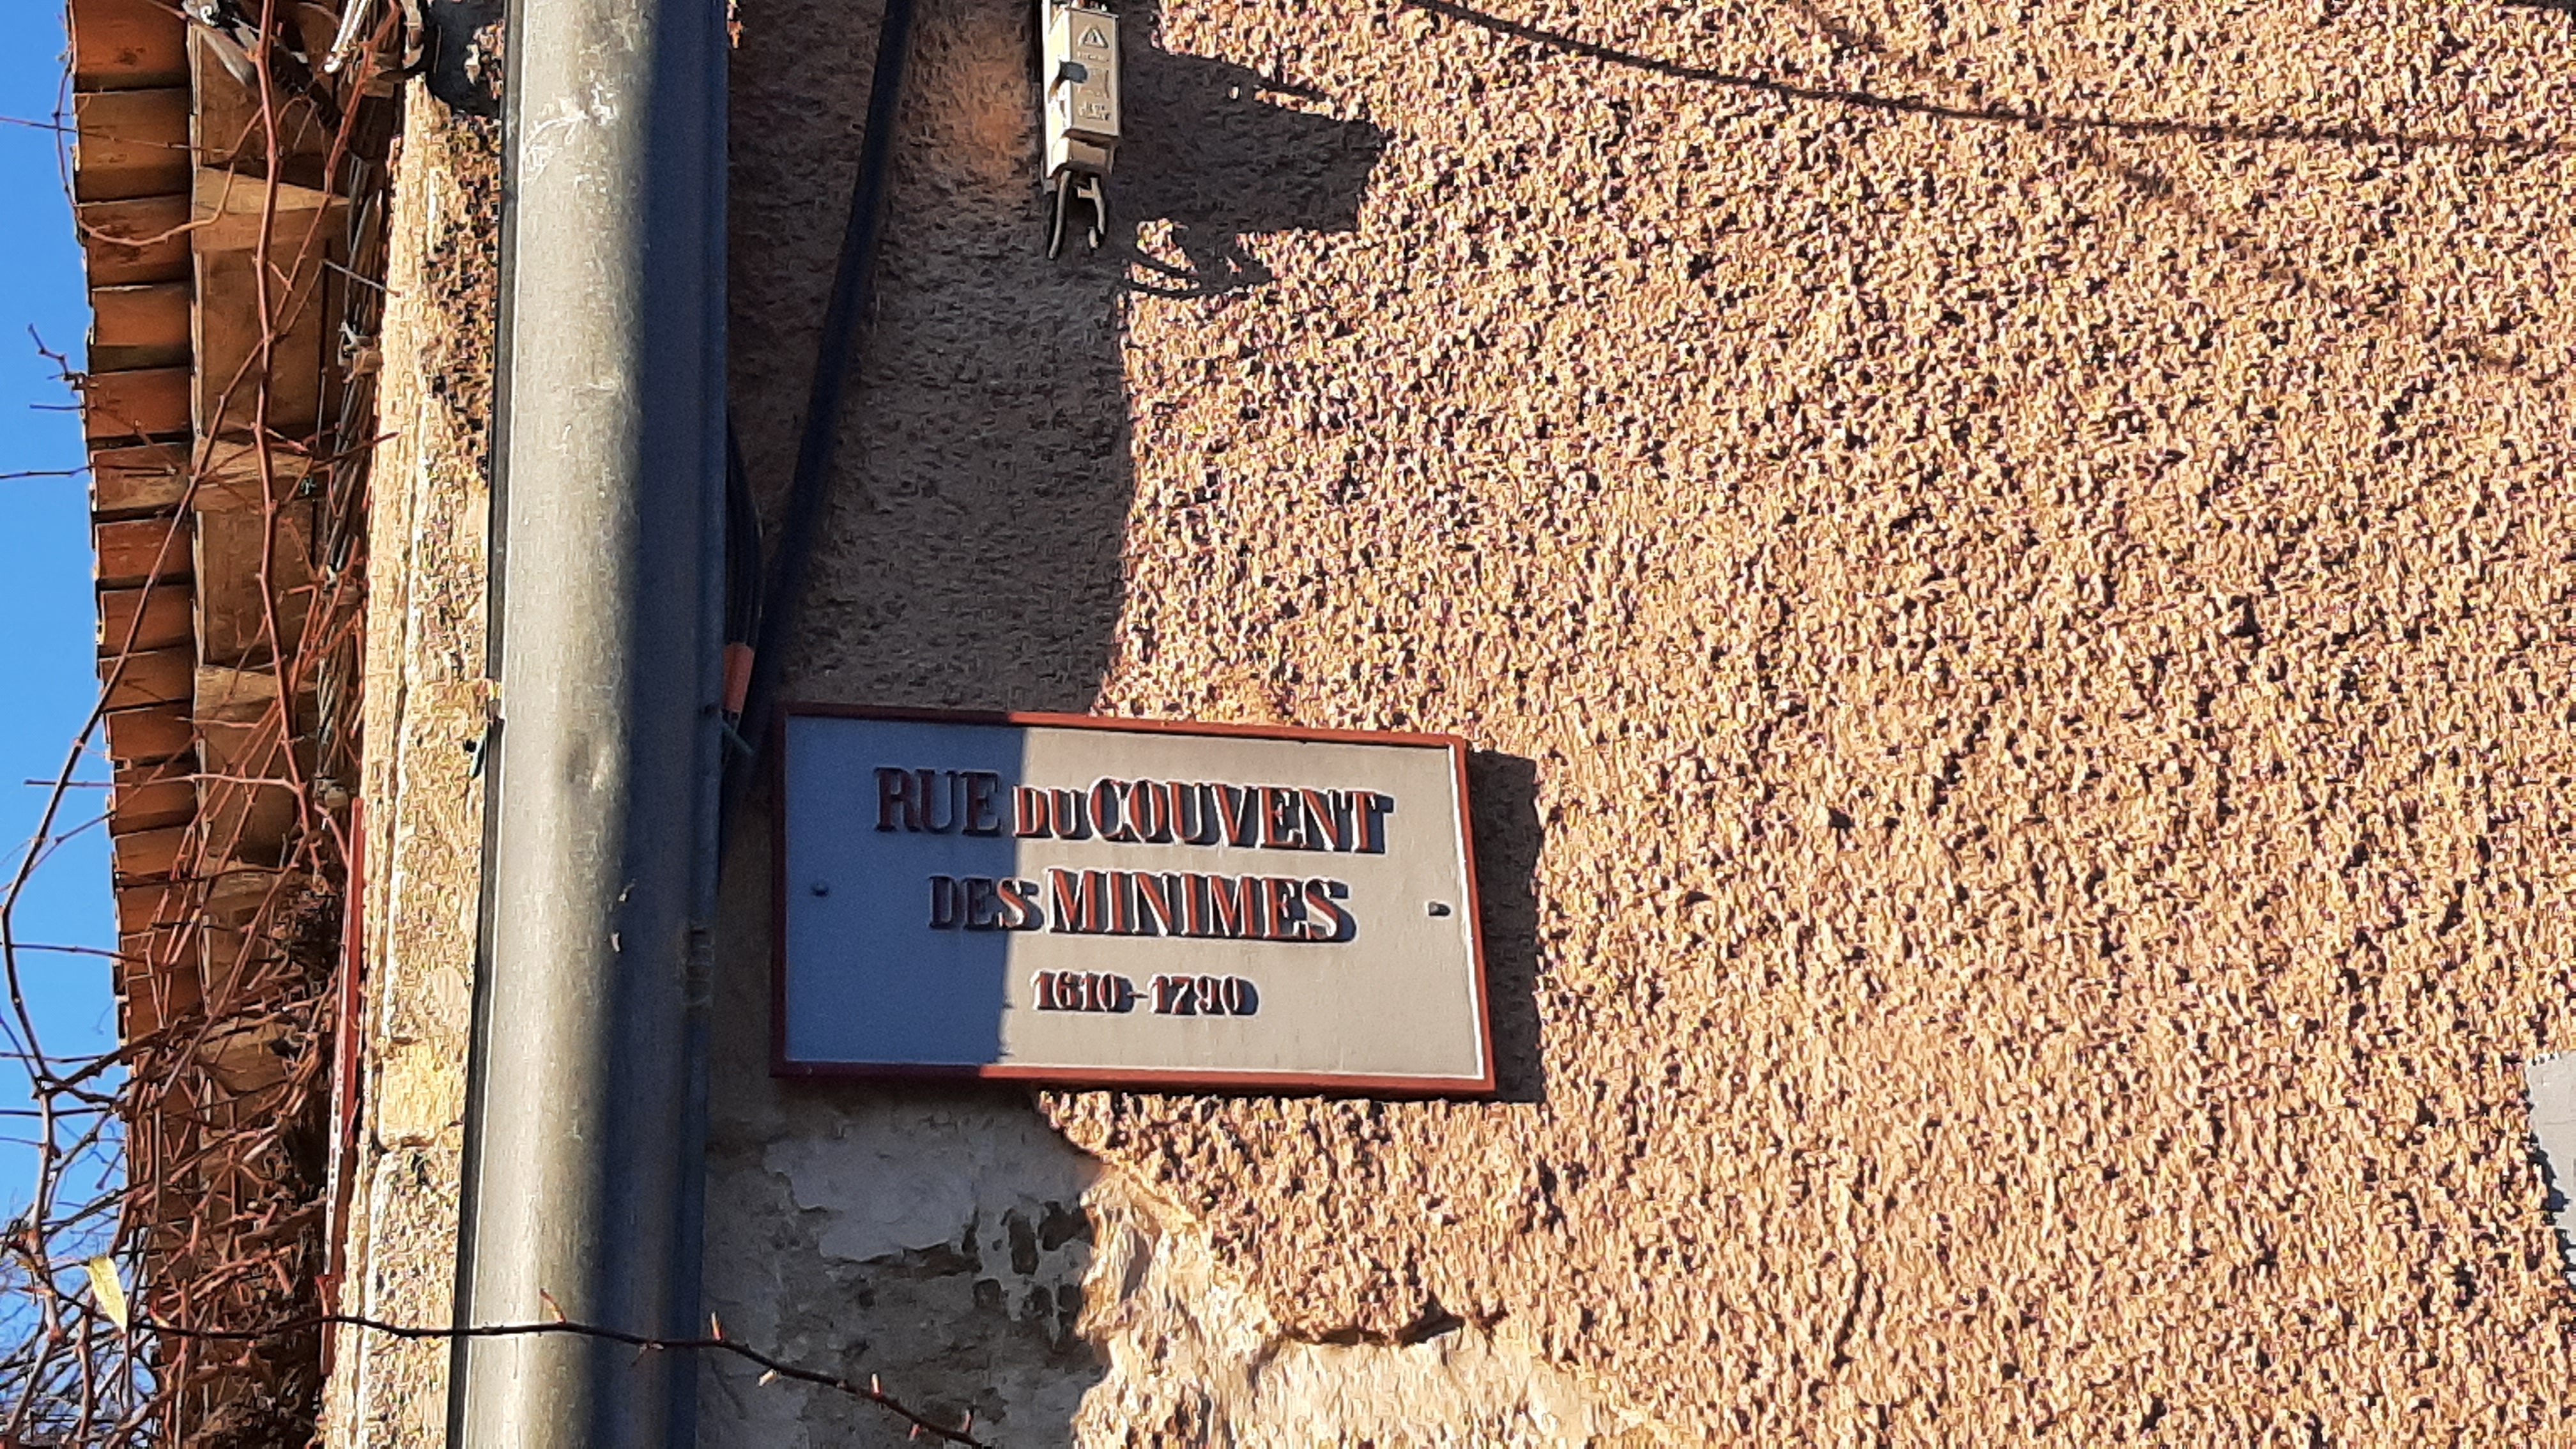 RUE DU COUVENT
DES MINIMES
1610-1790